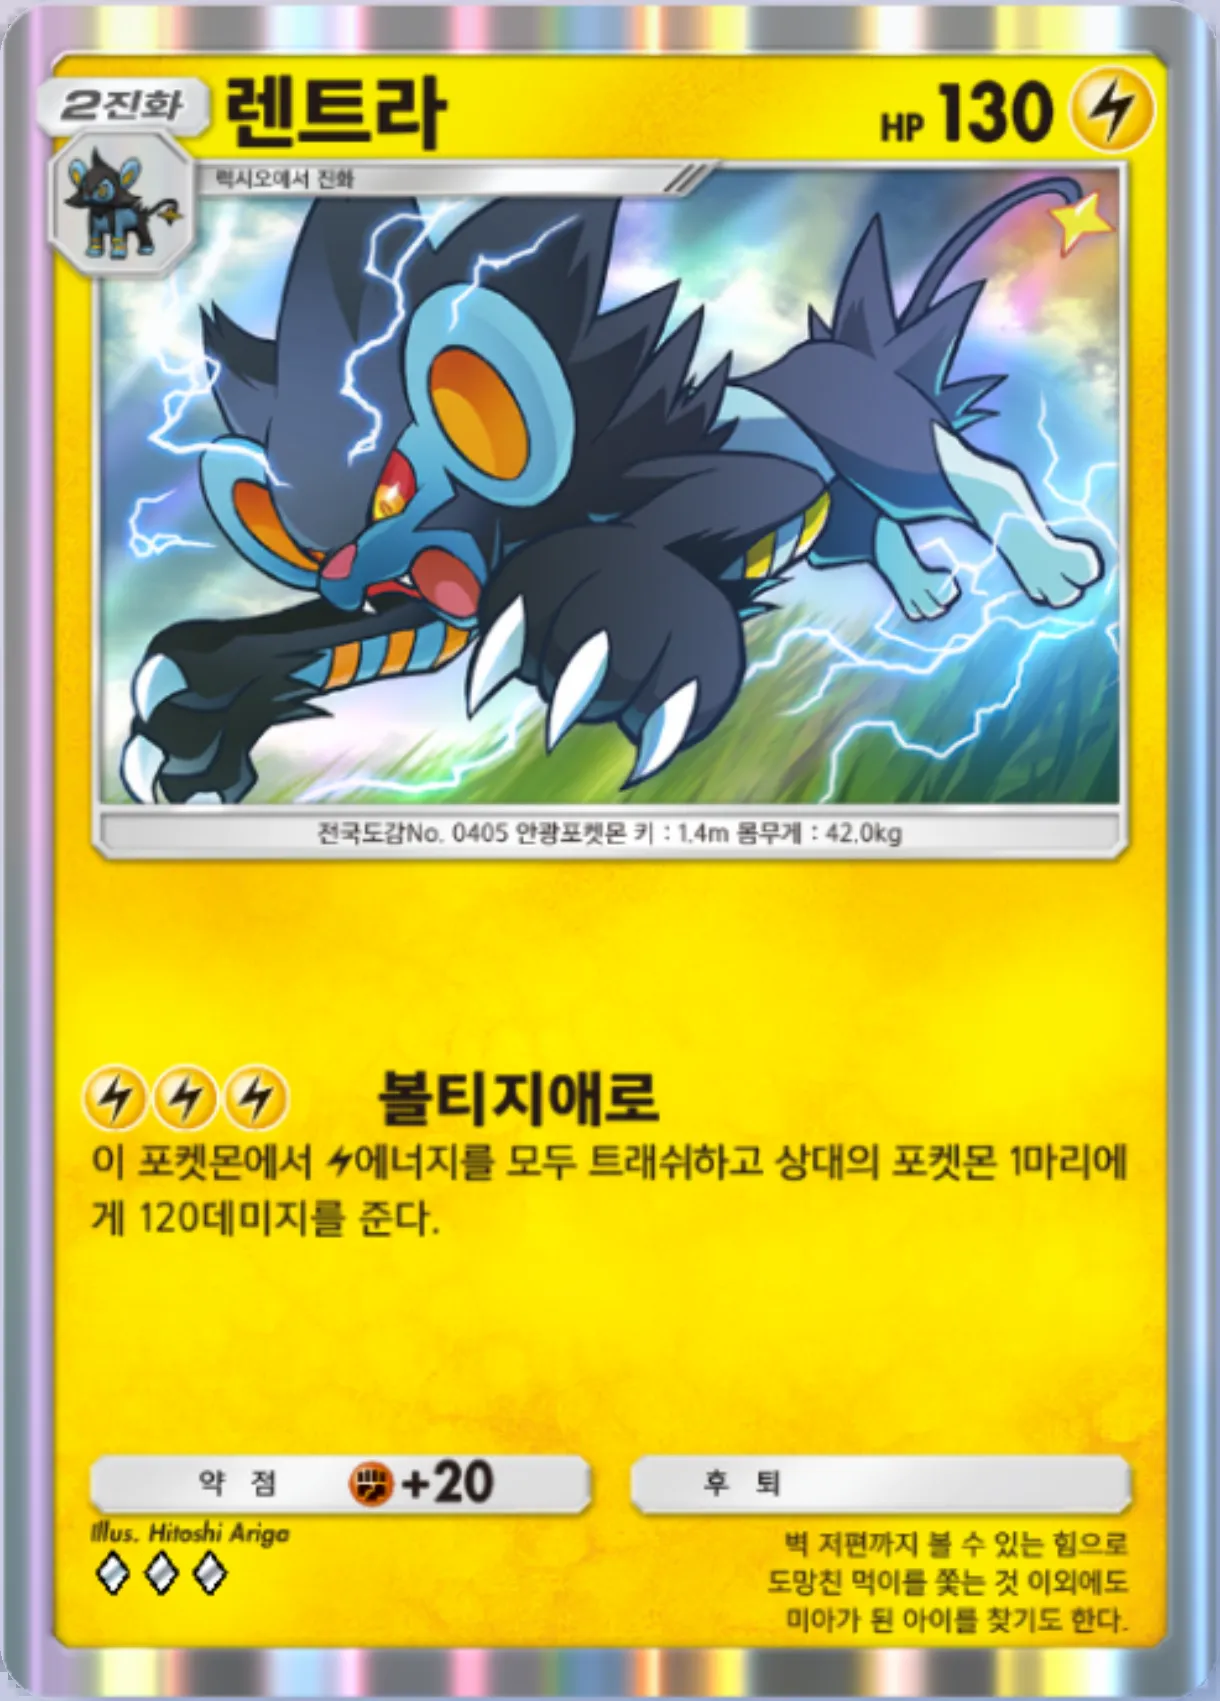 2진화
렌트라
HP 130
럭시오에서 진화
전국도감No. 0405 안광포켓몬 키 : 1.4m 몸무게 : 42.0kg
볼티지애로
이 포켓몬에서 에너지를 모두 트래쉬하고 상대의 포켓몬 1마리에
게 120데미지를 준다.
약점 +20
후퇴
Illus. Hitoshi Ariga
벽 저편까지 볼 수 있는 힘으로
도망친 먹이를 쫓는 것 이외에도
미아가 된 아이를 찾기도 한다.